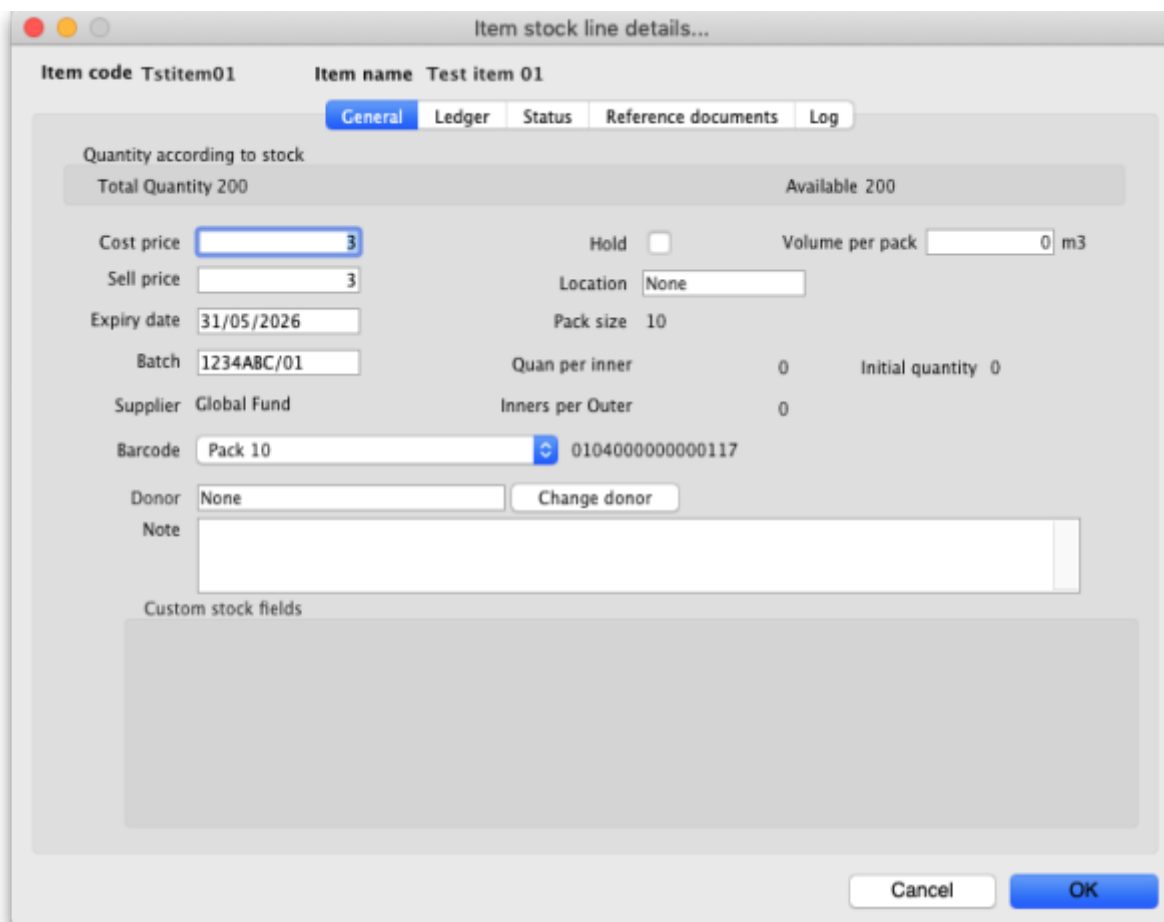 Item stock line details...
Item code Tstitem01 Item name Test item 01
General Ledger Status Reference documents Log
Quantity according to stock
Total Quantity 200 Available 200
Cost price 3 Hold Volume per pack 0 m3
Sell price 3 Location None
Expiry date 31/05/2026 Pack size 10
Batch 1234ABC/01 Quan per inner 0 Initial quantity 0
Supplier Global Fund Inners per Outer 0
Barcode Pack 10 0104000000000117
Donor None Change donor
Note
Custom stock fields
Cancel OK